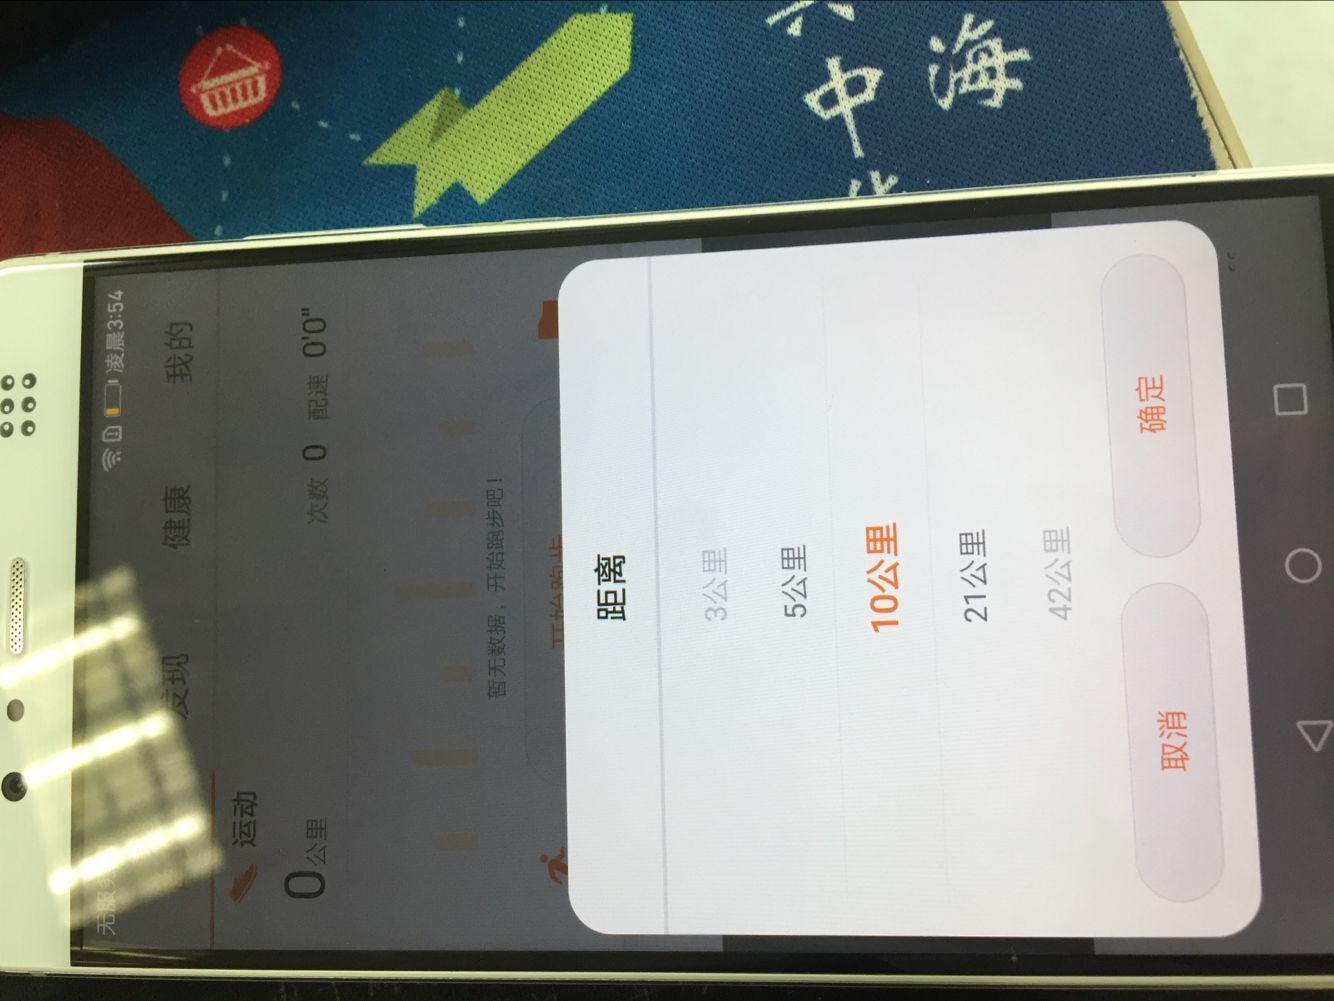 中
海
无服务
凌晨3:54
发现 健康 我的
运动
0公里 次数 0 配速 0'0"
暂无数据，开始跑步吧！
开始跑步
距离
3公里
5公里
10公里
21公里
42公里
取消 确定